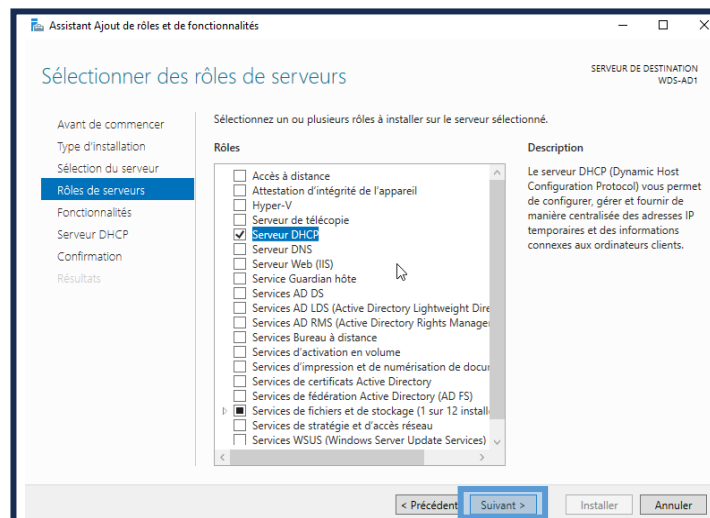 Assistant Ajout de rôles et de fonctionnalités
Sélectionner des rôles de serveurs
SERVEUR DE DESTINATION
WDS-AD1
Avant de commencer
Type d'installation
Sélection du serveur
Rôles de serveurs
Fonctionnalités
Serveur DHCP
Confirmation
Résultats
Sélectionnez un ou plusieurs rôles à installer sur le serveur sélectionné.
Rôles
Accès à distance
Attestation d'intégrité de l'appareil
Hyper-V
Serveur de télécopie
Serveur DHCP
Serveur DNS
Serveur Web (IIS)
Service Guardian hôte
Services AD DS
Services AD LDS (Active Directory Lightweight Dire
Services AD RMS (Active Directory Rights Manage
Services Bureau à distance
Services d'activation en volume
Services d'impression et de numérisation de docu
Services de certificats Active Directory
Services de fédération Active Directory (AD FS)
Services de fichiers et de stockage (1 sur 12 install
Services de stratégie et d'accès réseau
Services WSUS (Windows Server Update Services)
Description
Le serveur DHCP (Dynamic Host
Configuration Protocol) vous permet
de configurer, gérer et fournir de
manière centralisée des adresses IP
temporaires et des informations
connexes aux ordinateurs clients.
< Précédent
Suivant >
Installer
Annuler